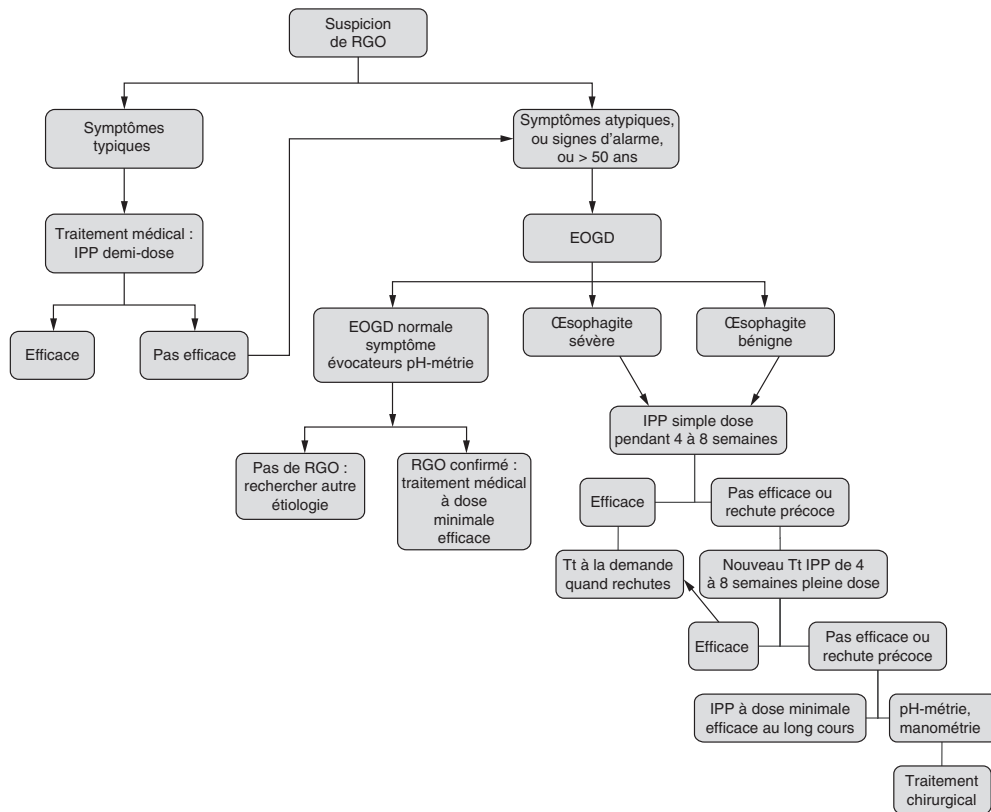 Suspicion
de RGO
Symptômes
typiques
Symptômes atypiques,
ou signes d'alarme,
ou > 50 ans
Traitement médical :
IPP demi-dose
EOGD
Efficace
Pas efficace
EOGD normale
symptôme
évocateurs pH-métrie
Œsophagite
sévère
Œsophagite
bénigne
IPP simple dose
pendant 4 à 8 semaines
Pas de RGO :
rechercher autre
étiologie
RGO confirmé :
traitement médical
à dose
minimale
efficace
Efficace
Pas efficace ou
rechute précoce
Tt à la demande
quand rechutes
Nouveau Tt IPP de 4
à 8 semaines pleine dose
Efficace
Pas efficace ou
rechute précoce
IPP à dose minimale
efficace au long cours
pH-métrie,
manométrie
Traitement
chirurgical